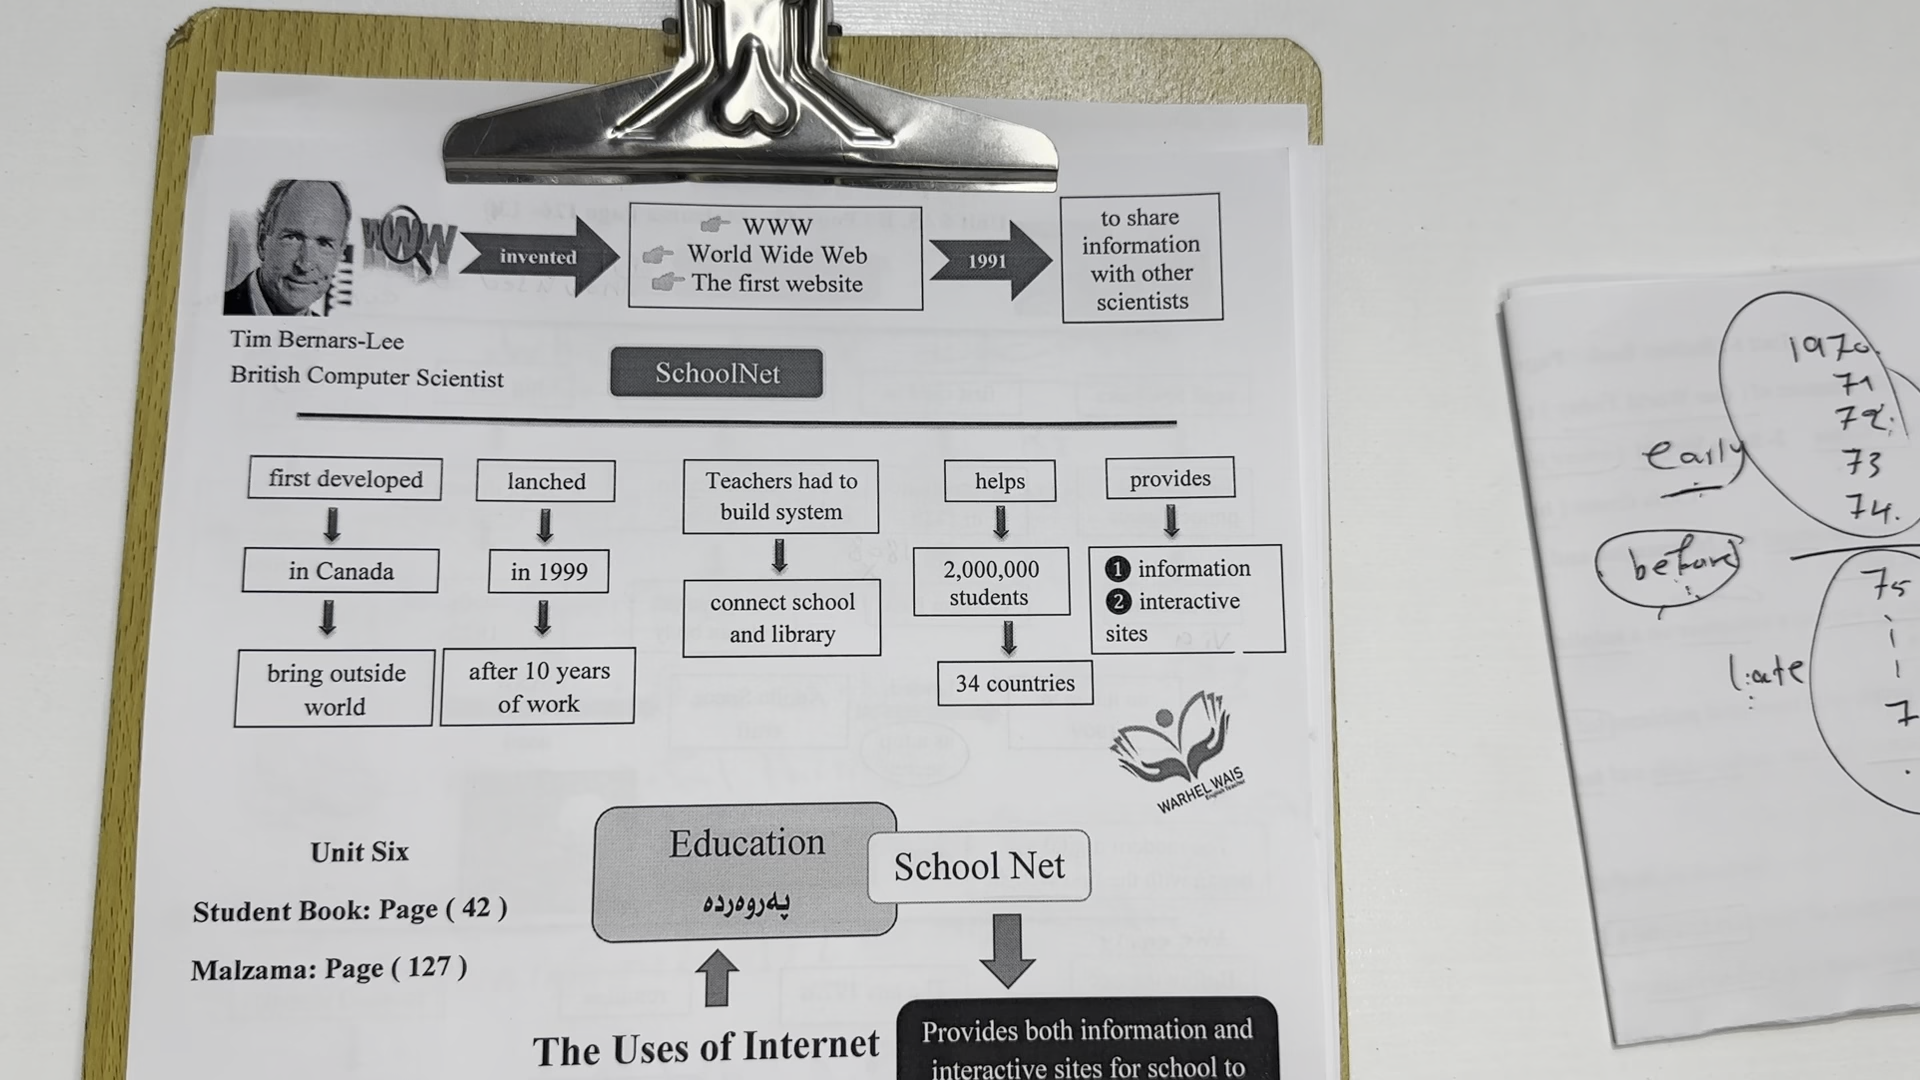 WWW
invented
WWW
World Wide Web
The first website
1991
to share
information
with other
scientists
Tim Bernars-Lee
British Computer Scientist
SchoolNet
first developed
in Canada
bring outside
world
lanched
in 1999
after 10 years
of work
Teachers had to
build system
connect school
and library
helps
2,000,000
students
34 countries
provides
1 information
2 interactive
sites
WARHEL WAIS
English Teacher
Unit Six
Student Book: Page ( 42 )
Malzama: Page ( 127 )
Education
پەروەردە
School Net
The Uses of Internet
Provides both information and
interactive sites for school to
1970
71
72
early
73
74.
75
late
7